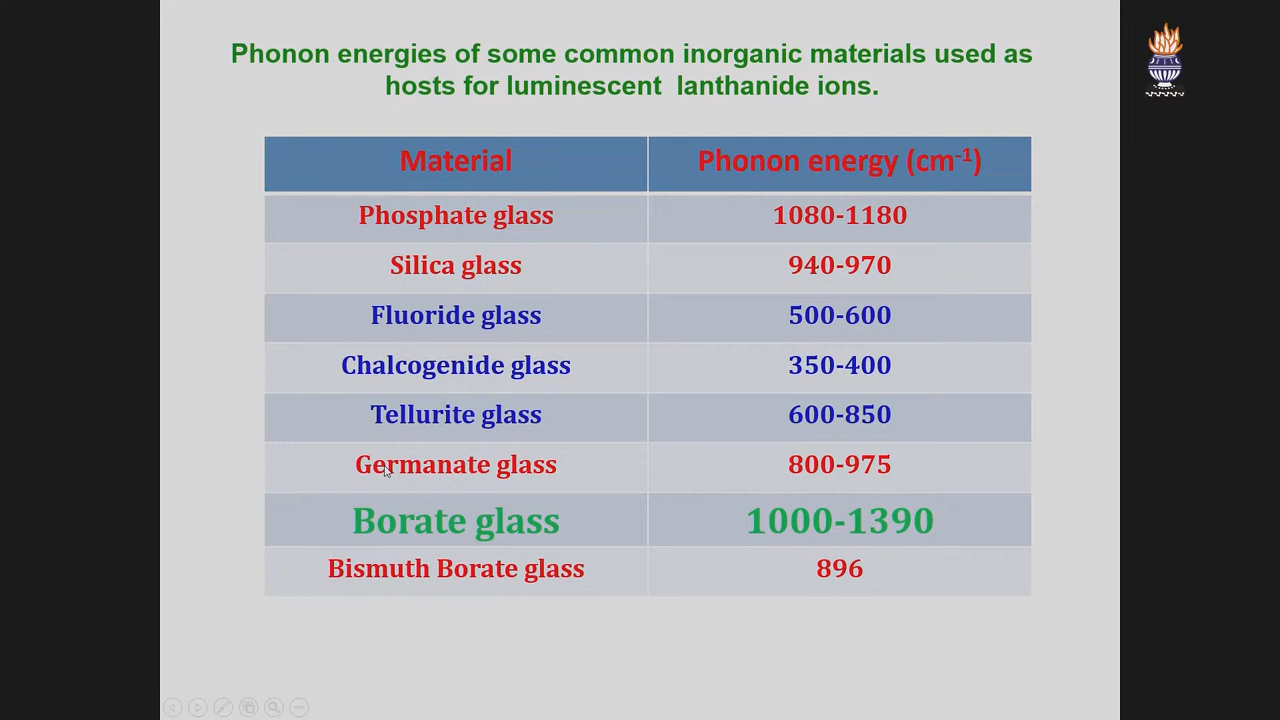 Phonon energies of some common inorganic materials used as
hosts for luminescent lanthanide ions.
Material Phonon energy (cm⁻¹)
Phosphate glass 1080-1180
Silica glass 940-970
Fluoride glass 500-600
Chalcogenide glass 350-400
Tellurite glass 600-850
Germanate glass 800-975
Borate glass 1000-1390
Bismuth Borate glass 896